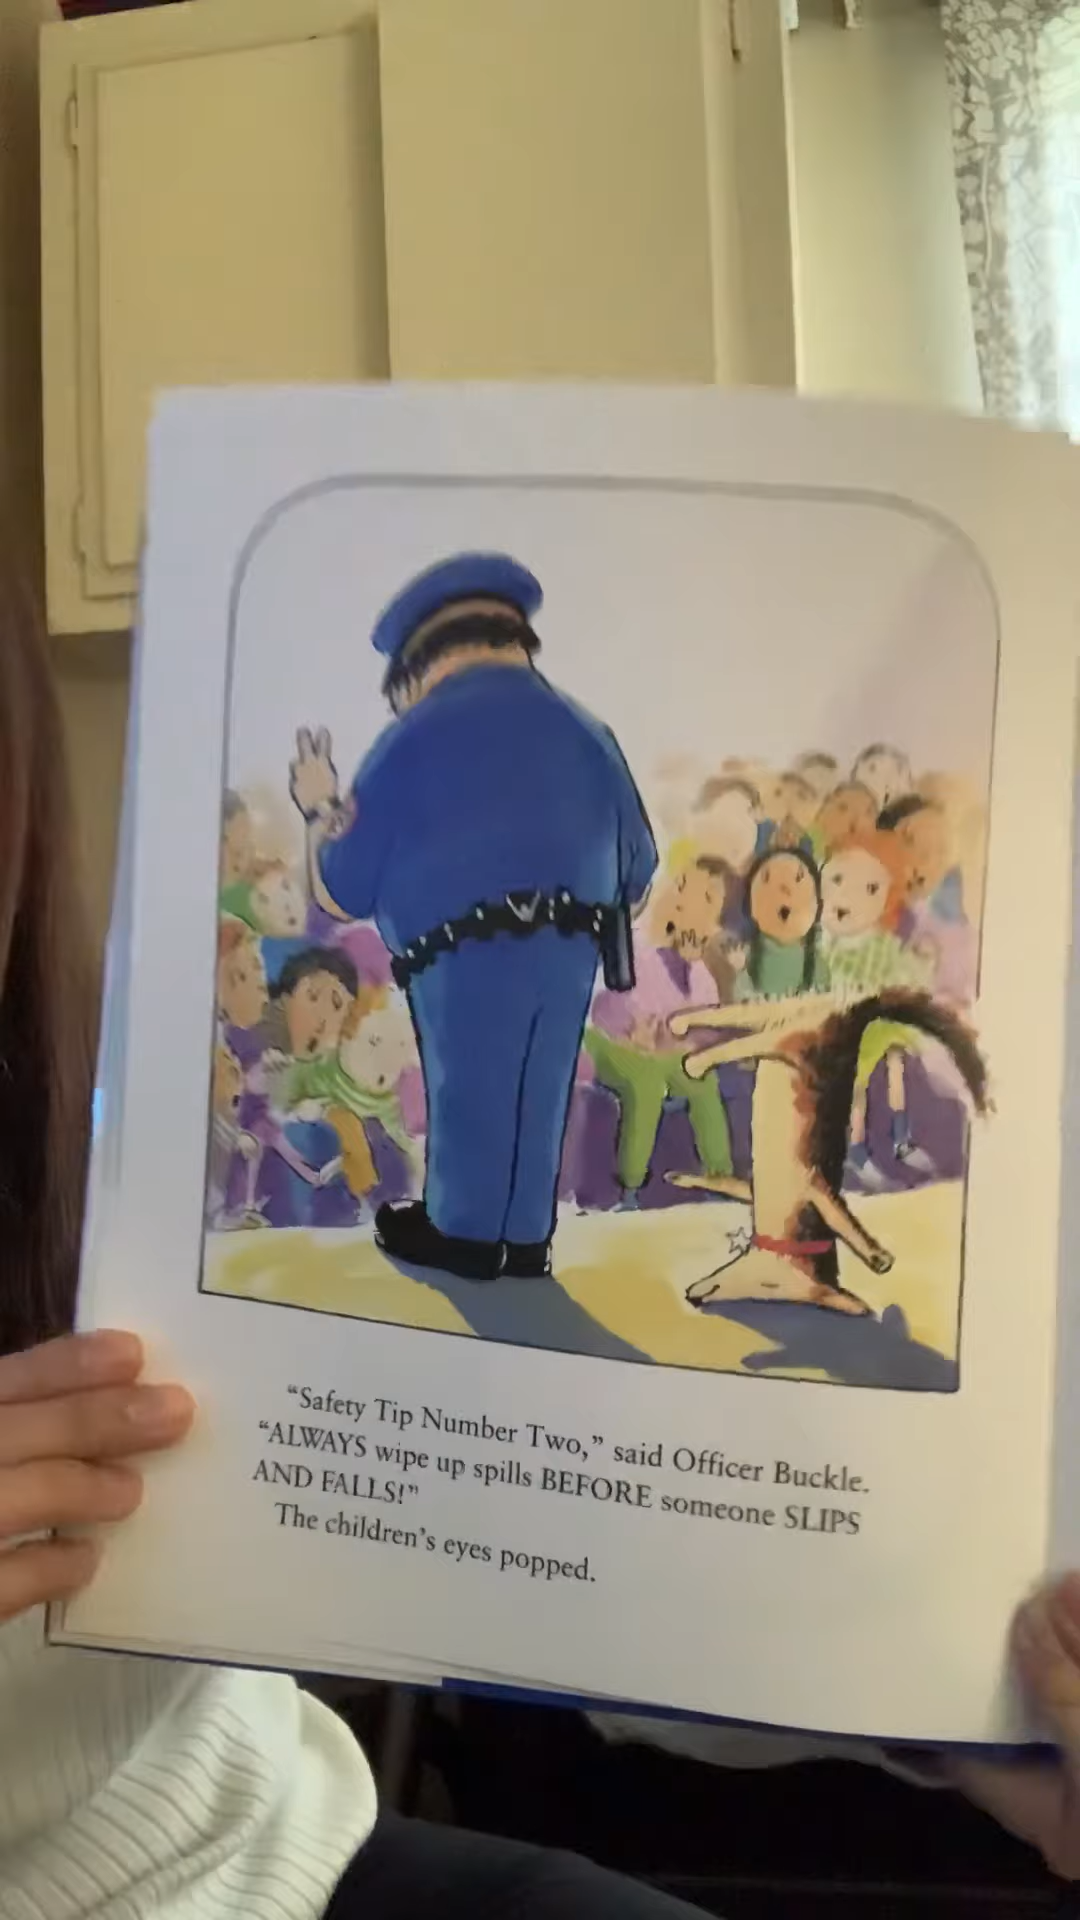 “Safety Tip Number Two,” said Officer Buckle.
“ALWAYS wipe up spills BEFORE someone SLIPS
AND FALLS!”
The children’s eyes popped.